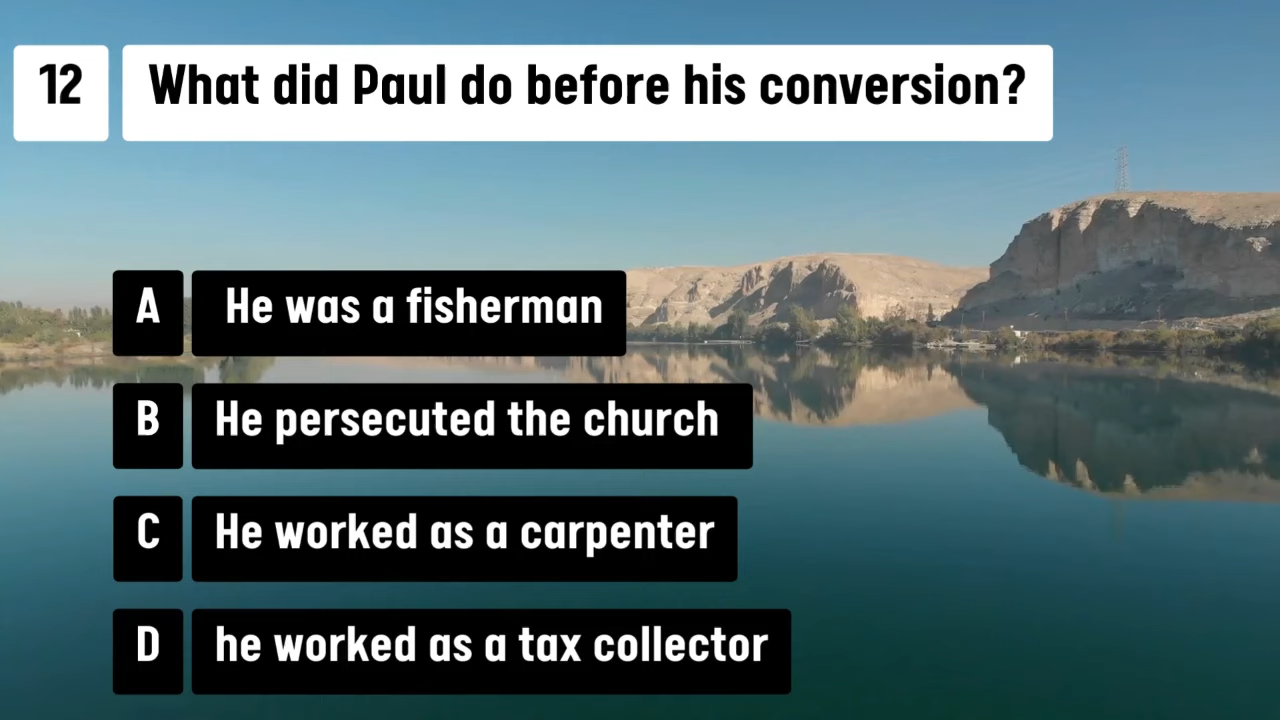 12 What did Paul do before his conversion?
A He was a fisherman
B He persecuted the church
C He worked as a carpenter
D he worked as a tax collector